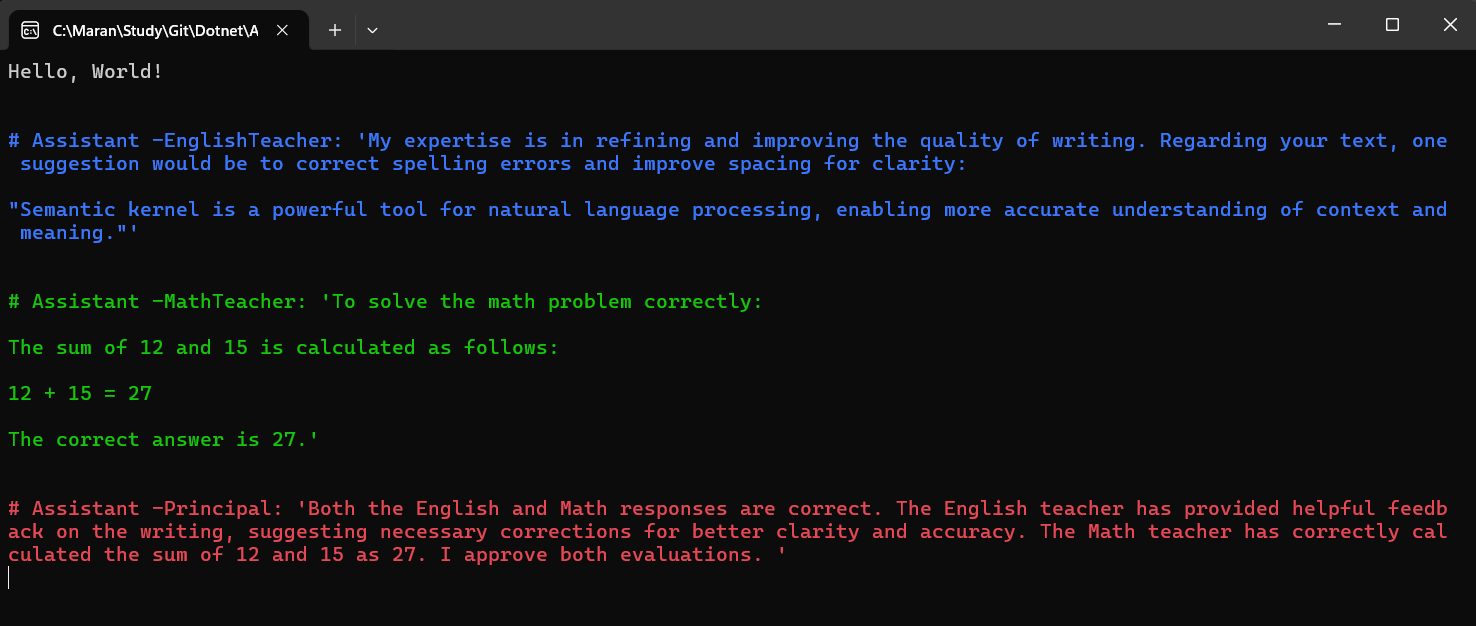 C:\Maran\Study\Git\Dotnet\A
Hello, World!
# Assistant -EnglishTeacher: 'My expertise is in refining and improving the quality of writing. Regarding your text, one
suggestion would be to correct spelling errors and improve spacing for clarity:
"Semantic kernel is a powerful tool for natural language processing, enabling more accurate understanding of context and
meaning."'
# Assistant -MathTeacher: 'To solve the math problem correctly:
The sum of 12 and 15 is calculated as follows:
12 + 15 = 27
The correct answer is 27.'
# Assistant -Principal: 'Both the English and Math responses are correct. The English teacher has provided helpful feedb
ack on the writing, suggesting necessary corrections for better clarity and accuracy. The Math teacher has correctly cal
culated the sum of 12 and 15 as 27. I approve both evaluations. '